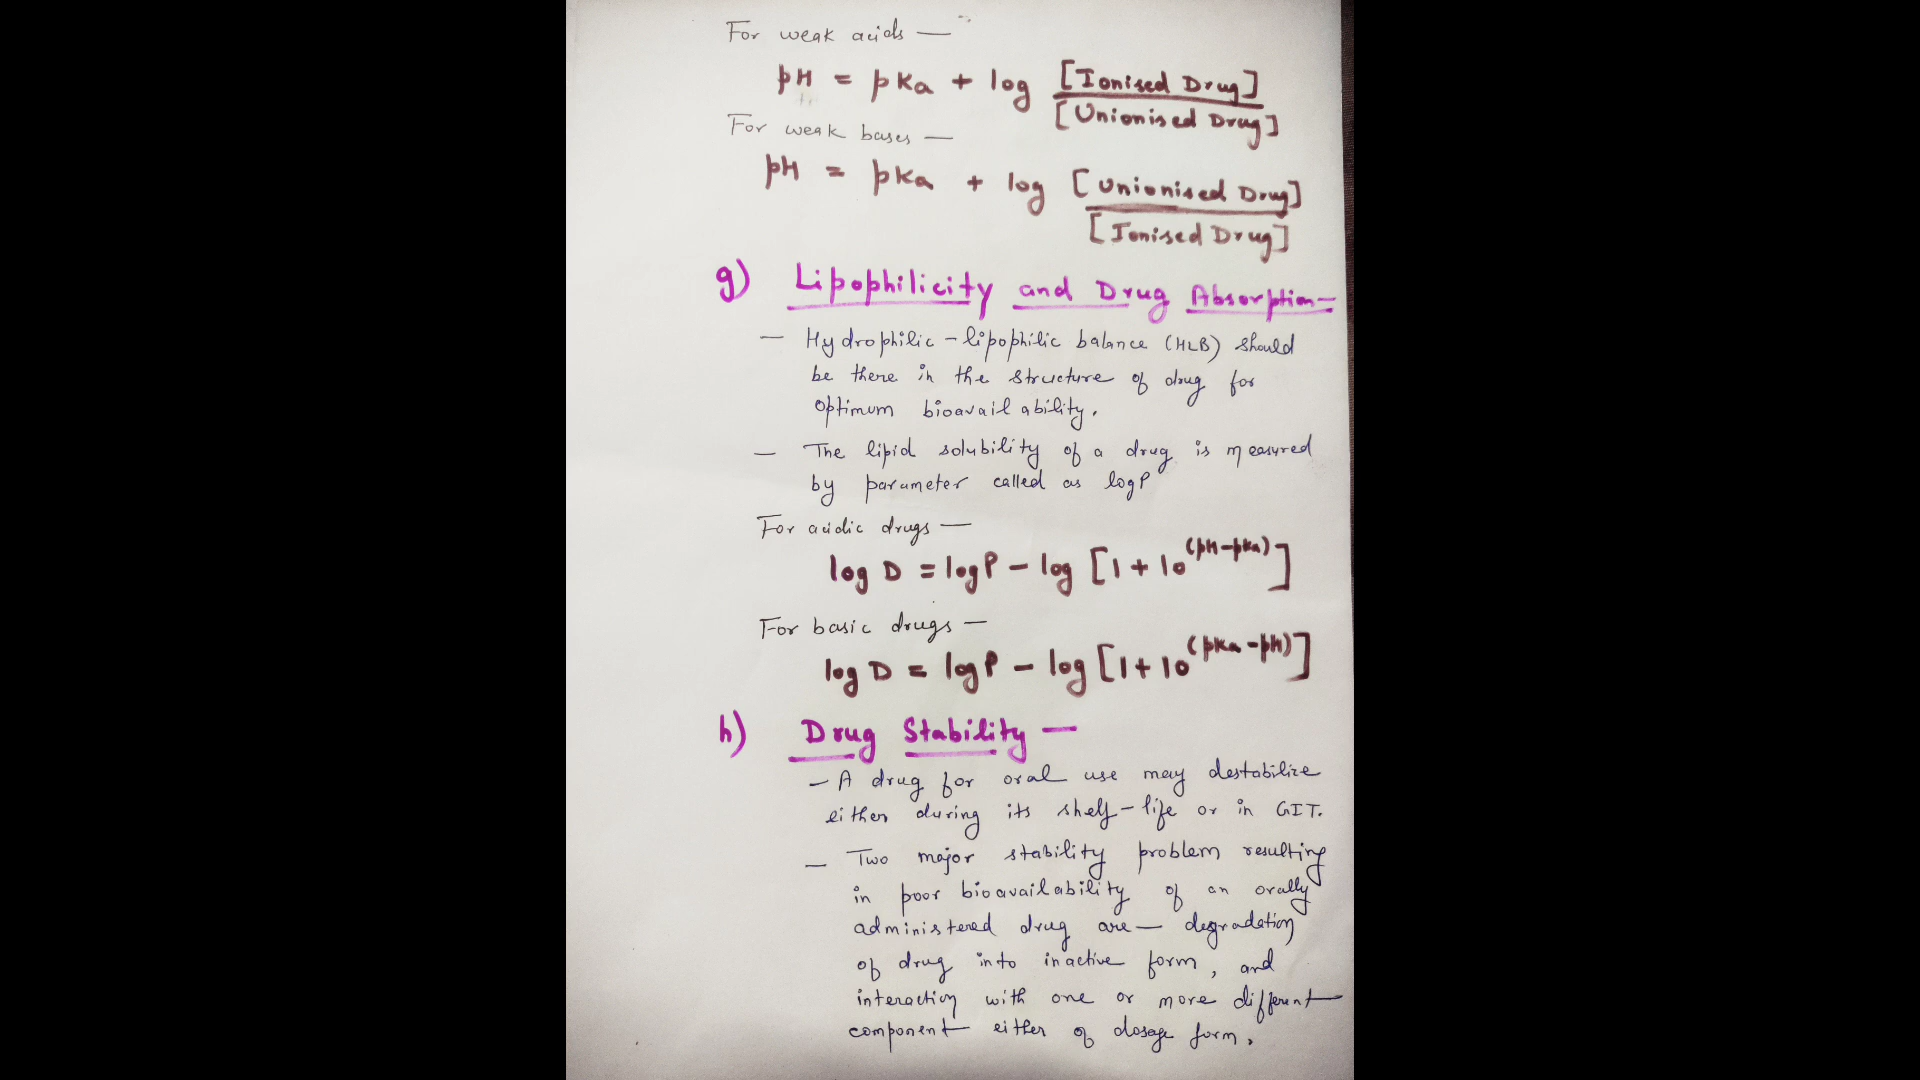 For weak acids —
pH = pKa + log [Ionised Drug]
[Unionised Drug]
For weak bases —
pH = pKa + log [Unionised Drug]
[Ionised Drug]
g) Lipophilicity and Drug Absorption—
— Hydrophilic - lipophilic balance (HLB) should
be there in the structure of drug for
optimum bioavailability.
— The lipid solubility of a drug is measured
by parameter called as logP
For acidic drugs —
log D = logP - log [1 + 10^(pH-pKa)]
For basic drugs —
log D = logP - log [1 + 10^(pKa-pH)]
h) Drug Stability —
— A drug for oral use may destabilize
either during its shelf-life or in GIT.
— Two major stability problem resulting
in poor bioavailability of an orally
administered drug are — degradation
of drug into inactive form, and
interaction with one or more different
component either of dosage form.